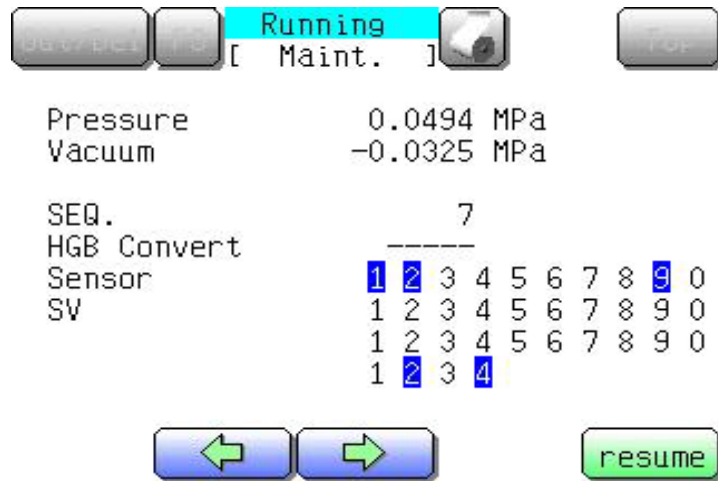 Running
[ Maint. ]
Pressure 0.0494 MPa
Vacuum -0.0325 MPa
SEQ. 7
HGB Convert -----
Sensor 1 2 3 4 5 6 7 8 9 0
SV 1 2 3 4 5 6 7 8 9 0
1 2 3 4 5 6 7 8 9 0
1 2 3 4
resume